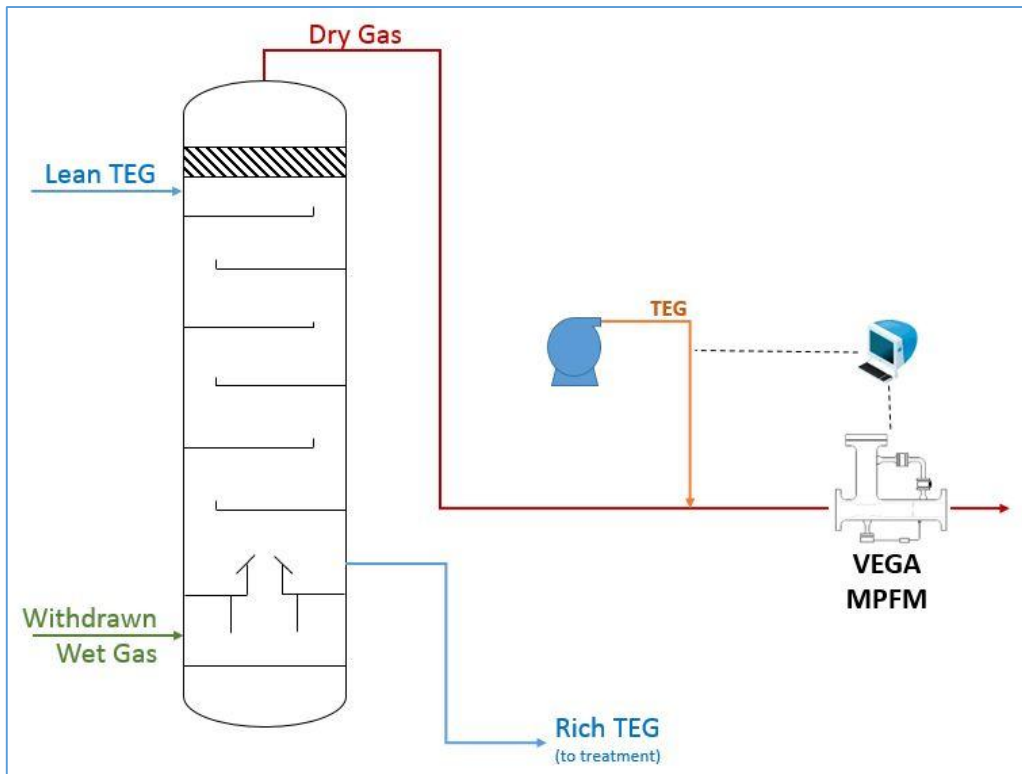 Dry Gas
Lean TEG
TEG
VEGA
MPFM
Withdrawn
Wet Gas
Rich TEG
(to treatment)